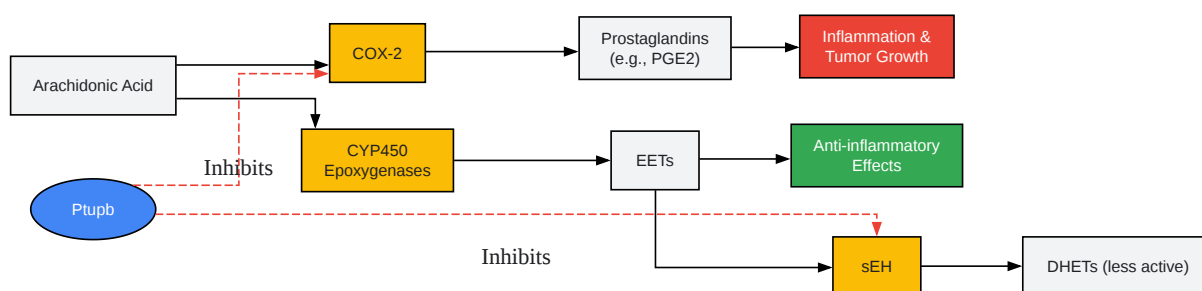 COX-2
Prostaglandins
(e.g., PGE2)
Inflammation &
Tumor Growth
Arachidonic Acid
CYP450
Epoxygenases
EETs
Anti-inflammatory
Effects
Inhibits
Ptupb
Inhibits
sEH
DHETs (less active)